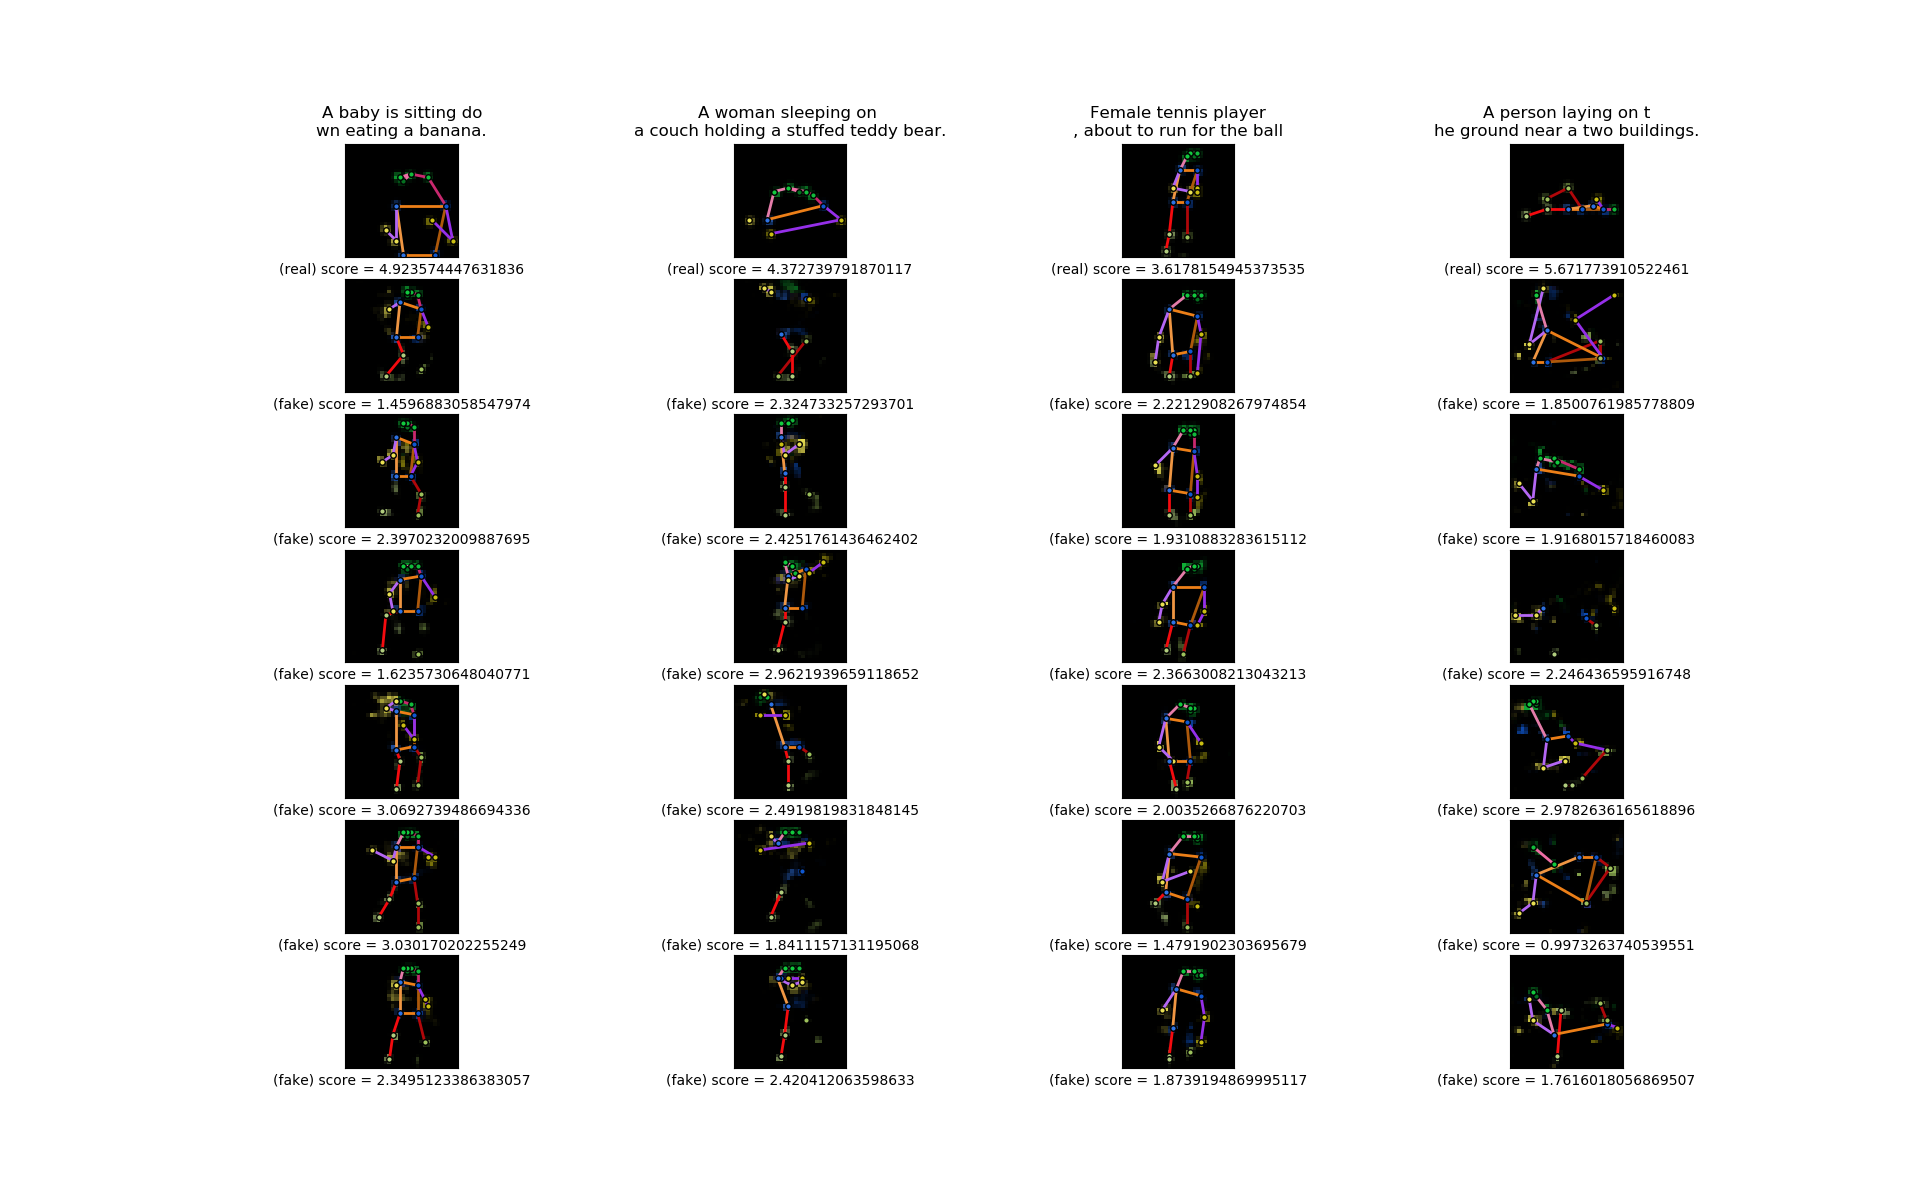 A baby is sitting do
wn eating a banana.
A woman sleeping on
a couch holding a stuffed teddy bear.
Female tennis player
, about to run for the ball
A person laying on t
he ground near a two buildings.
(real) score = 4.923574447631836
(real) score = 4.372739791870117
(real) score = 3.6178154945373535
(real) score = 5.671773910522461
(fake) score = 1.4596883058547974
(fake) score = 2.324733257293701
(fake) score = 2.2212908267974854
(fake) score = 1.8500761985778809
(fake) score = 2.3970232009887695
(fake) score = 2.4251761436462402
(fake) score = 1.9310883283615112
(fake) score = 1.9168015718460083
(fake) score = 1.6235730648040771
(fake) score = 2.9621939659118652
(fake) score = 2.3663008213043213
(fake) score = 2.246436595916748
(fake) score = 3.0692739486694336
(fake) score = 2.4919819831848145
(fake) score = 2.0035266876220703
(fake) score = 2.9782636165618896
(fake) score = 3.030170202255249
(fake) score = 1.8411157131195068
(fake) score = 1.4791902303695679
(fake) score = 0.9973263740539551
(fake) score = 2.3495123386383057
(fake) score = 2.420412063598633
(fake) score = 1.8739194869995117
(fake) score = 1.7616018056869507